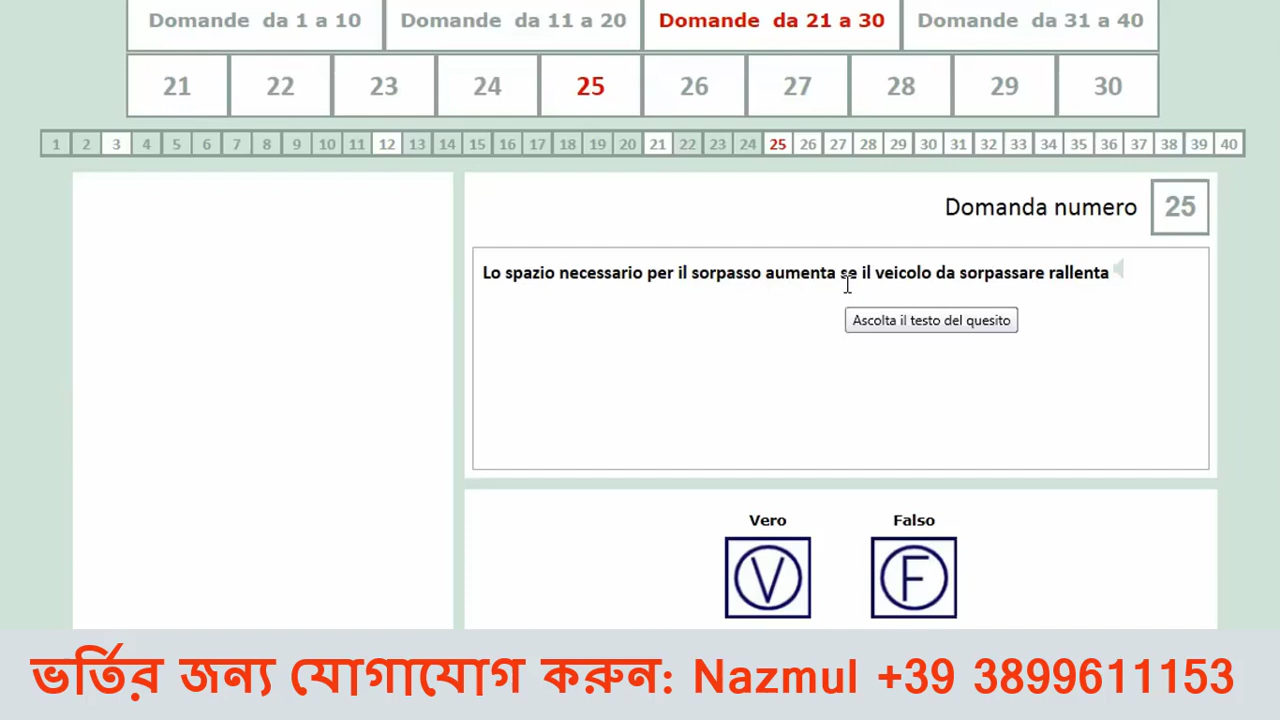 Domande da 1 a 10 Domande da 11 a 20 Domande da 21 a 30 Domande da 31 a 40
21 22 23 24 25 26 27 28 29 30
1 2 3 4 5 6 7 8 9 10 11 12 13 14 15 16 17 18 19 20 21 22 23 24 25 26 27 28 29 30 31 32 33 34 35 36 37 38 39 40
Domanda numero 25
Lo spazio necessario per il sorpasso aumenta se il veicolo da sorpassare rallenta
Ascolta il testo del quesito
Vero Falso
V F
ভর্তির জন্য যোগাযোগ করুন: Nazmul +39 3899611153